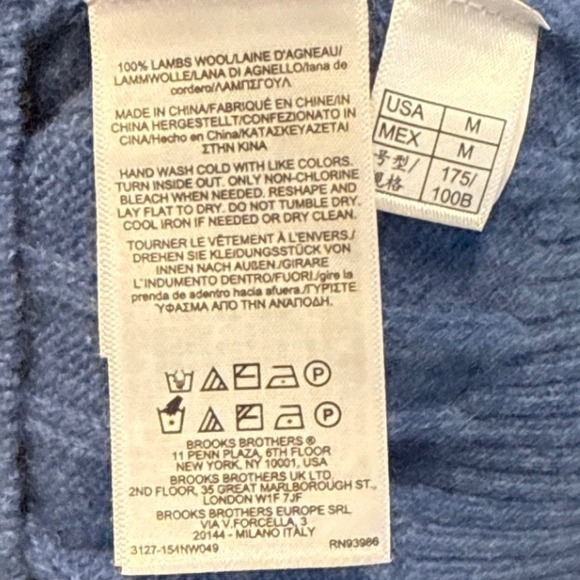 100% LAMBS WOOL/LAINE D'AGNEAU/
LAMMWOLLE/LANA DI AGNELLO/lana de
cordero/ΛΑΜΠΣΓΟΥΛ
MADE IN CHINA/FABRIQUÉ EN CHINE/IN
CHINA HERGESTELLT/CONFEZIONATO IN
CINA/Hecho en China/ΚΑΤΑΣΚΕΥΑΖΕΤΑΙ
ΣΤΗΝ ΚΙΝΑ
HAND WASH COLD WITH LIKE COLORS.
TURN INSIDE OUT. ONLY NON-CHLORINE
BLEACH WHEN NEEDED. RESHAPE AND
LAY FLAT TO DRY. DO NOT TUMBLE DRY.
COOL IRON IF NEEDED OR DRY CLEAN.
TOURNER LE VÊTEMENT À L'ENVERS./
DREHEN SIE KLEIDUNGSSTÜCK VON
INNEN NACH AUßEN./GIRARE
L'INDUMENTO DENTRO/FUORI./gire la
prenda de adentro hacia afuera./ΓΥΡΙΣΤΕ
ΎΦΑΣΜΑ ΑΠΟ ΤΗΝ ΑΝΑΠΟΔΗ.
P
P
BROOKS BROTHERS ®
11 PENN PLAZA, 6TH FLOOR
NEW YORK, NY 10001, USA
BROOKS BROTHERS UK LTD.
2ND FLOOR, 35 GREAT MARLBOROUGH ST.,
LONDON W1F 7JF
BROOKS BROTHERS EUROPE SRL
VIA V.FORCELLA, 3
20144 - MILANO ITALY
3127-154NW049 RN93986
USA M
MEX M
号型/ 175/
规格 100B